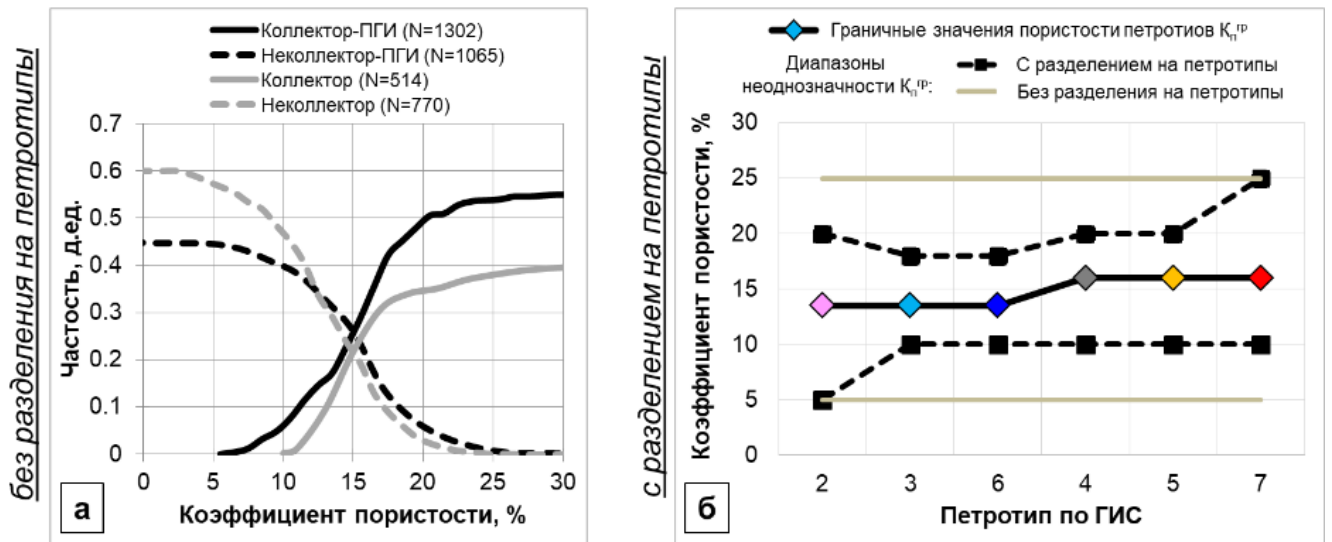 без разделения на петротипы
Коллектор-ПГИ (N=1302)
Неколлектор-ПГИ (N=1065)
Коллектор (N=514)
Неколлектор (N=770)
Частость, д.ед.
0.7
0.6
0.5
0.4
0.3
0.2
0.1
0
0 5 10 15 20 25 30
Коэффициент пористости, %
а
с разделением на петротипы
Граничные значения пористости петротиов Kпгр
Диапазоны
неоднозначности Kпгр:
С разделением на петротипы
Без разделения на петротипы
Коэффициент пористости, %
30
25
20
15
10
5
0
2 3 6 4 5 7
Петротип по ГИС
б